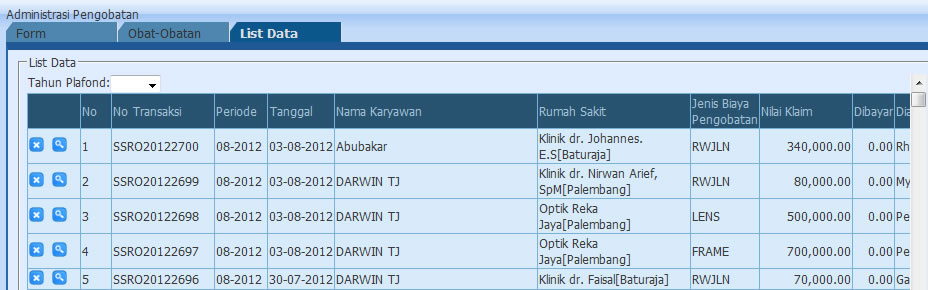 Administrasi Pengobatan
Form Obat-Obatan List Data
List Data
Tahun Plafond:
No No Transaksi Periode Tanggal Nama Karyawan Rumah Sakit Jenis Biaya Pengobatan Nilai Klaim Dibayar Dia
1 SSRO20122700 08-2012 03-08-2012 Abubakar Klinik dr. Johannes. E.S[Baturaja] RWJLN 340,000.00 0.00 Rh
2 SSRO20122699 08-2012 03-08-2012 DARWIN TJ Klinik dr. Nirwan Arief, SpM[Palembang] RWJLN 80,000.00 0.00 My
3 SSRO20122698 08-2012 03-08-2012 DARWIN TJ Optik Reka Jaya[Palembang] LENS 500,000.00 0.00 Pe
4 SSRO20122697 08-2012 03-08-2012 DARWIN TJ Optik Reka Jaya[Palembang] FRAME 700,000.00 0.00 Pe
5 SSRO20122696 08-2012 30-07-2012 DARWIN TJ Klinik dr. Faisal[Baturaja] RWJLN 70,000.00 0.00 Ga